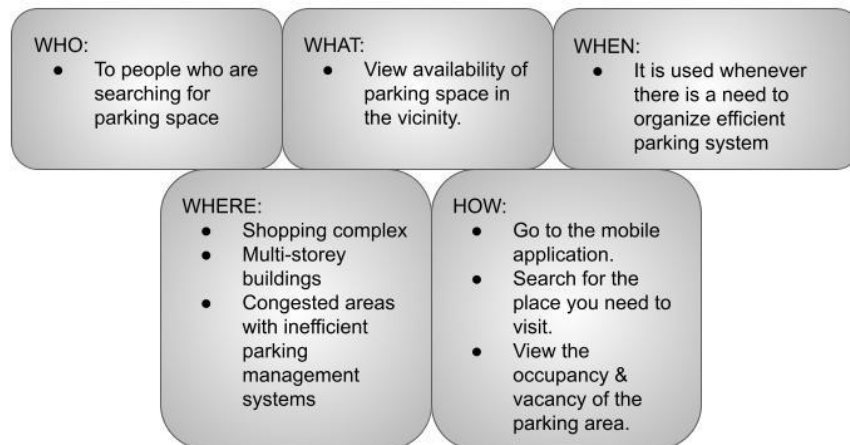 WHO:
● To people who are
searching for
parking space
WHAT:
● View availability of
parking space in
the vicinity.
WHEN:
● It is used whenever
there is a need to
organize efficient
parking system
WHERE:
● Shopping complex
● Multi-storey
buildings
● Congested areas
with inefficient
parking
management
systems
HOW:
● Go to the mobile
application.
● Search for the
place you need to
visit.
● View the
occupancy &
vacancy of the
parking area.